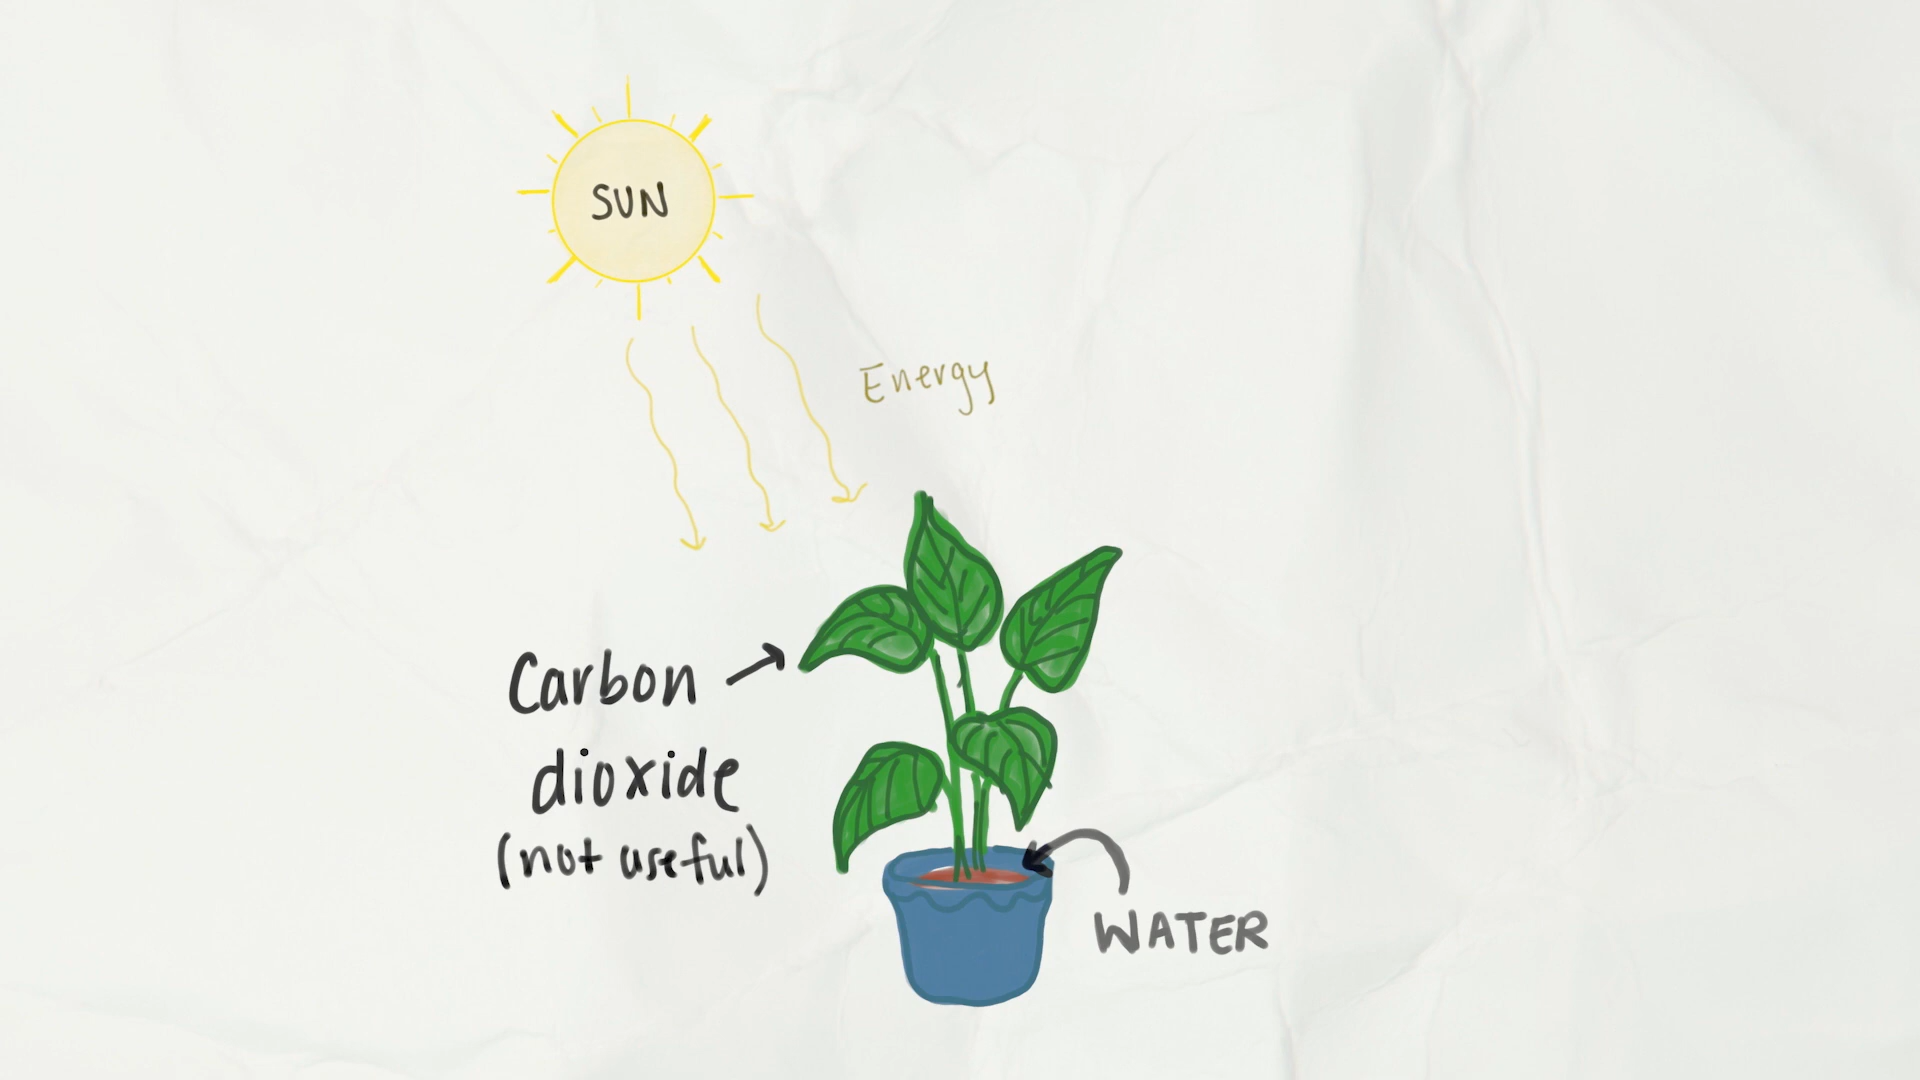 SUN
Energy
Carbon
dioxide
(not useful)
WATER